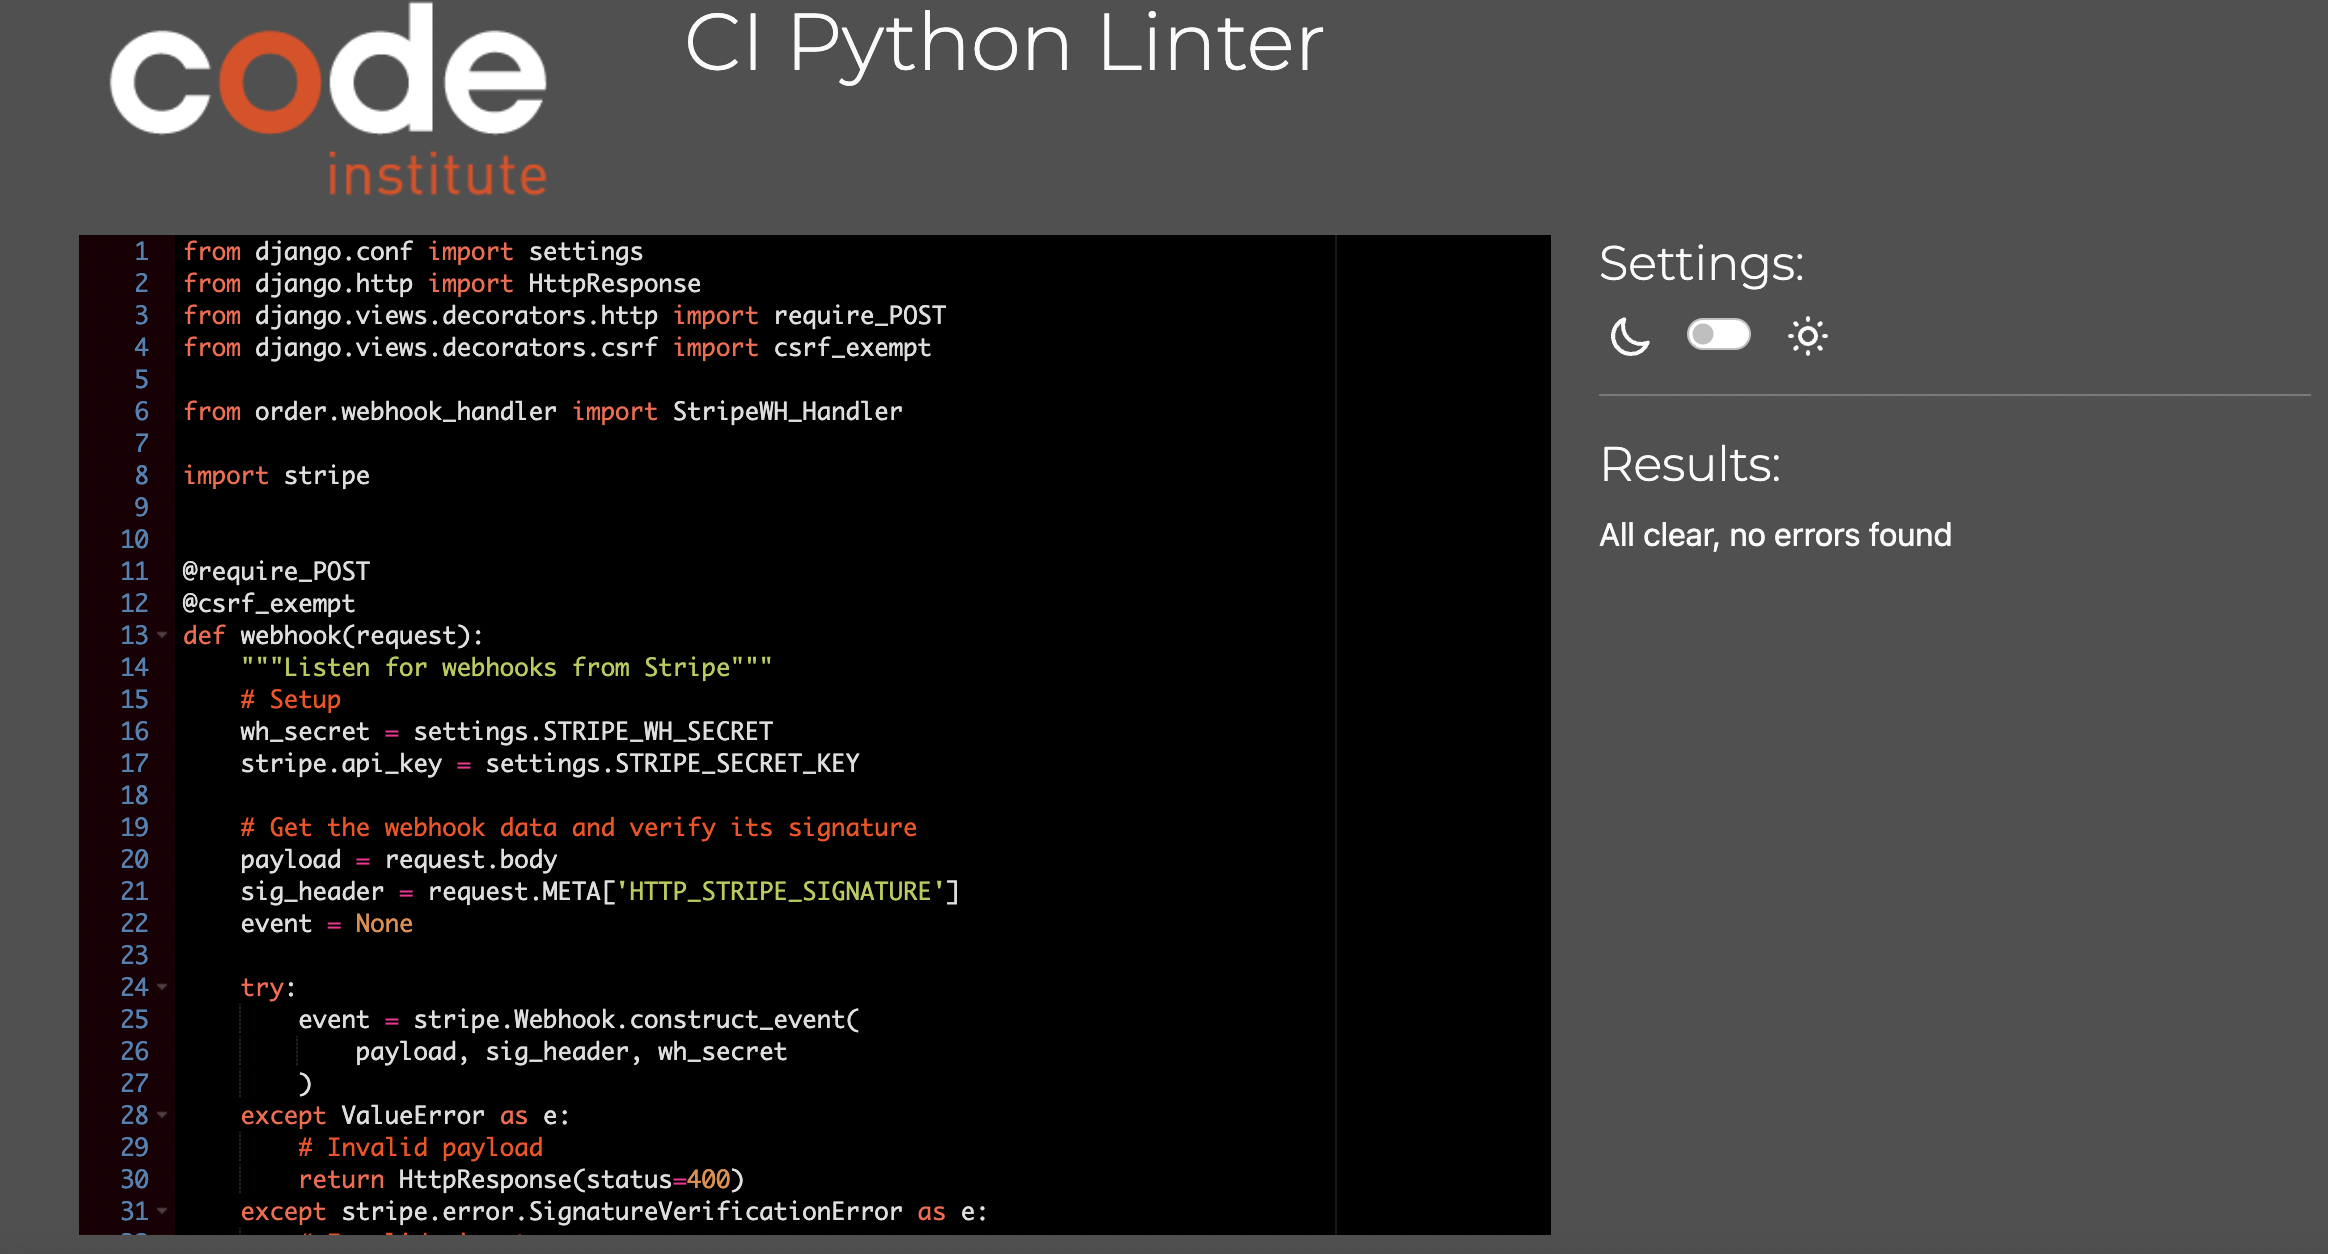 code
institute
CI Python Linter
1 from django.conf import settings
2 from django.http import HttpResponse
3 from django.views.decorators.http import require_POST
4 from django.views.decorators.csrf import csrf_exempt
5
6 from order.webhook_handler import StripeWH_Handler
7
8 import stripe
9
10
11 @require_POST
12 @csrf_exempt
13 def webhook(request):
14     """Listen for webhooks from Stripe"""
15     # Setup
16     wh_secret = settings.STRIPE_WH_SECRET
17     stripe.api_key = settings.STRIPE_SECRET_KEY
18
19     # Get the webhook data and verify its signature
20     payload = request.body
21     sig_header = request.META['HTTP_STRIPE_SIGNATURE']
22     event = None
23
24     try:
25         event = stripe.Webhook.construct_event(
26             payload, sig_header, wh_secret
27         )
28     except ValueError as e:
29         # Invalid payload
30         return HttpResponse(status=400)
31     except stripe.error.SignatureVerificationError as e:
Settings:
Results:
All clear, no errors found